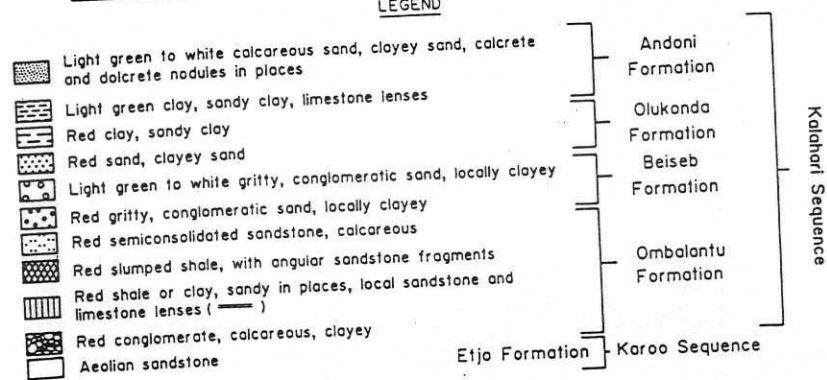 LEGEND
Light green to white calcareous sand, clayey sand, calcrete
and dolcrete nodules in places
Andoni
Formation
Light green clay, sandy clay, limestone lenses
Red clay, sandy clay
Olukonda
Formation
Red sand, clayey sand
Light green to white gritty, conglomeratic sand, locally clayey
Beiseb
Formation
Red gritty, conglomeratic sand, locally clayey
Red semiconsolidated sandstone, calcareous
Red slumped shale, with angular sandstone fragments
Red shale or clay, sandy in places, local sandstone and
limestone lenses ( )
Ombalantu
Formation
Red conglomerate, calcareous, clayey
Aeolian sandstone
Etjo Formation
Karoo Sequence
Kalahari Sequence